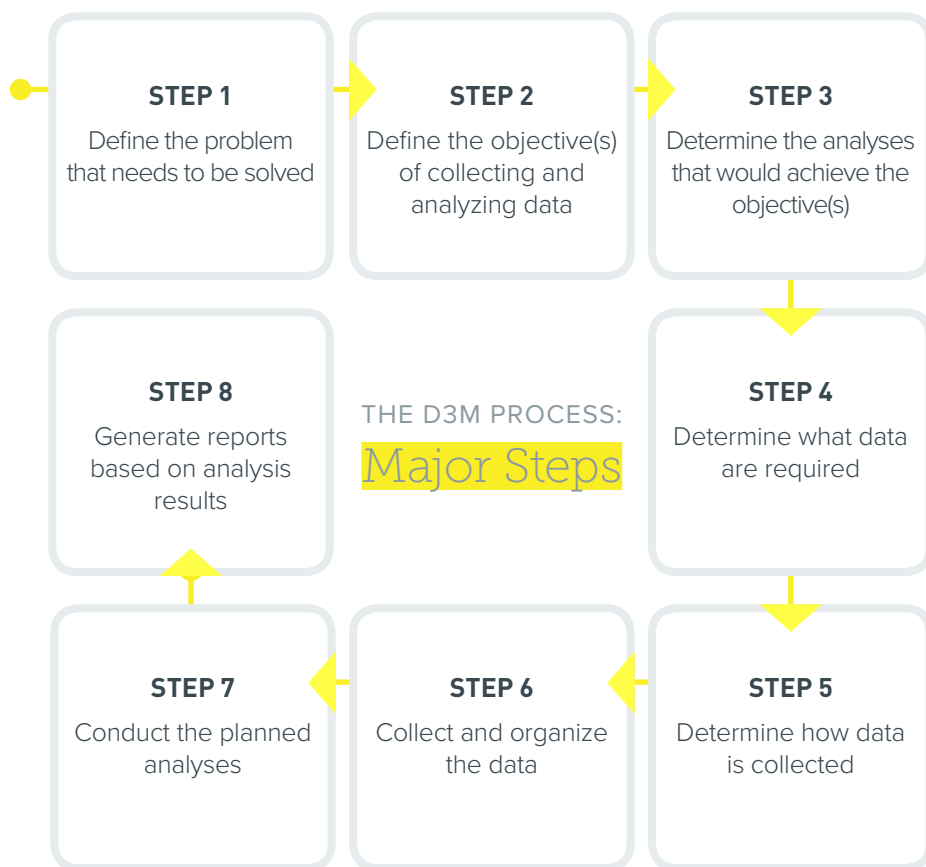 STEP 1
Define the problem
that needs to be solved
STEP 2
Define the objective(s)
of collecting and
analyzing data
STEP 3
Determine the analyses
that would achieve the
objective(s)
STEP 4
Determine what data
are required
STEP 5
Determine how data
is collected
STEP 6
Collect and organize
the data
STEP 7
Conduct the planned
analyses
STEP 8
Generate reports
based on analysis
results
THE D3M PROCESS:
Major Steps